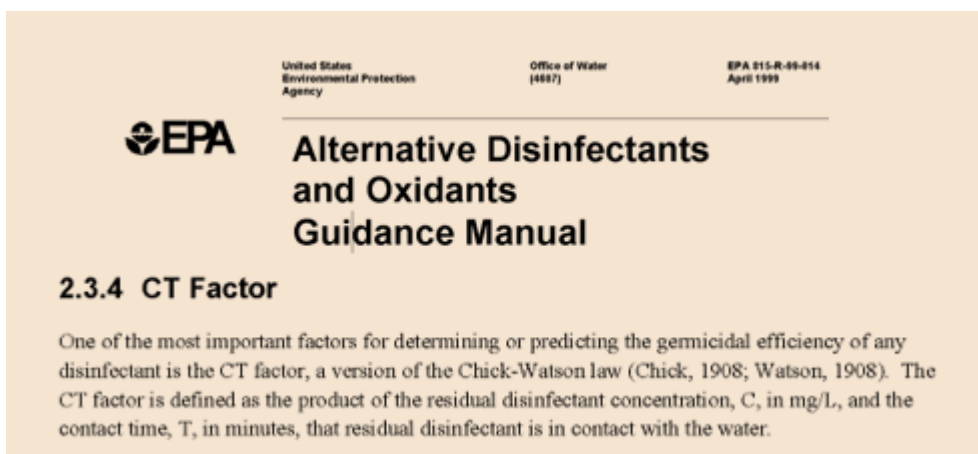 United States
Environmental Protection
Agency
Office of Water
(4607)
EPA 815-R-99-014
April 1999
EPA
Alternative Disinfectants
and Oxidants
Guidance Manual
2.3.4 CT Factor
One of the most important factors for determining or predicting the germicidal efficiency of any
disinfectant is the CT factor, a version of the Chick-Watson law (Chick, 1908; Watson, 1908). The
CT factor is defined as the product of the residual disinfectant concentration, C, in mg/L, and the
contact time, T, in minutes, that residual disinfectant is in contact with the water.